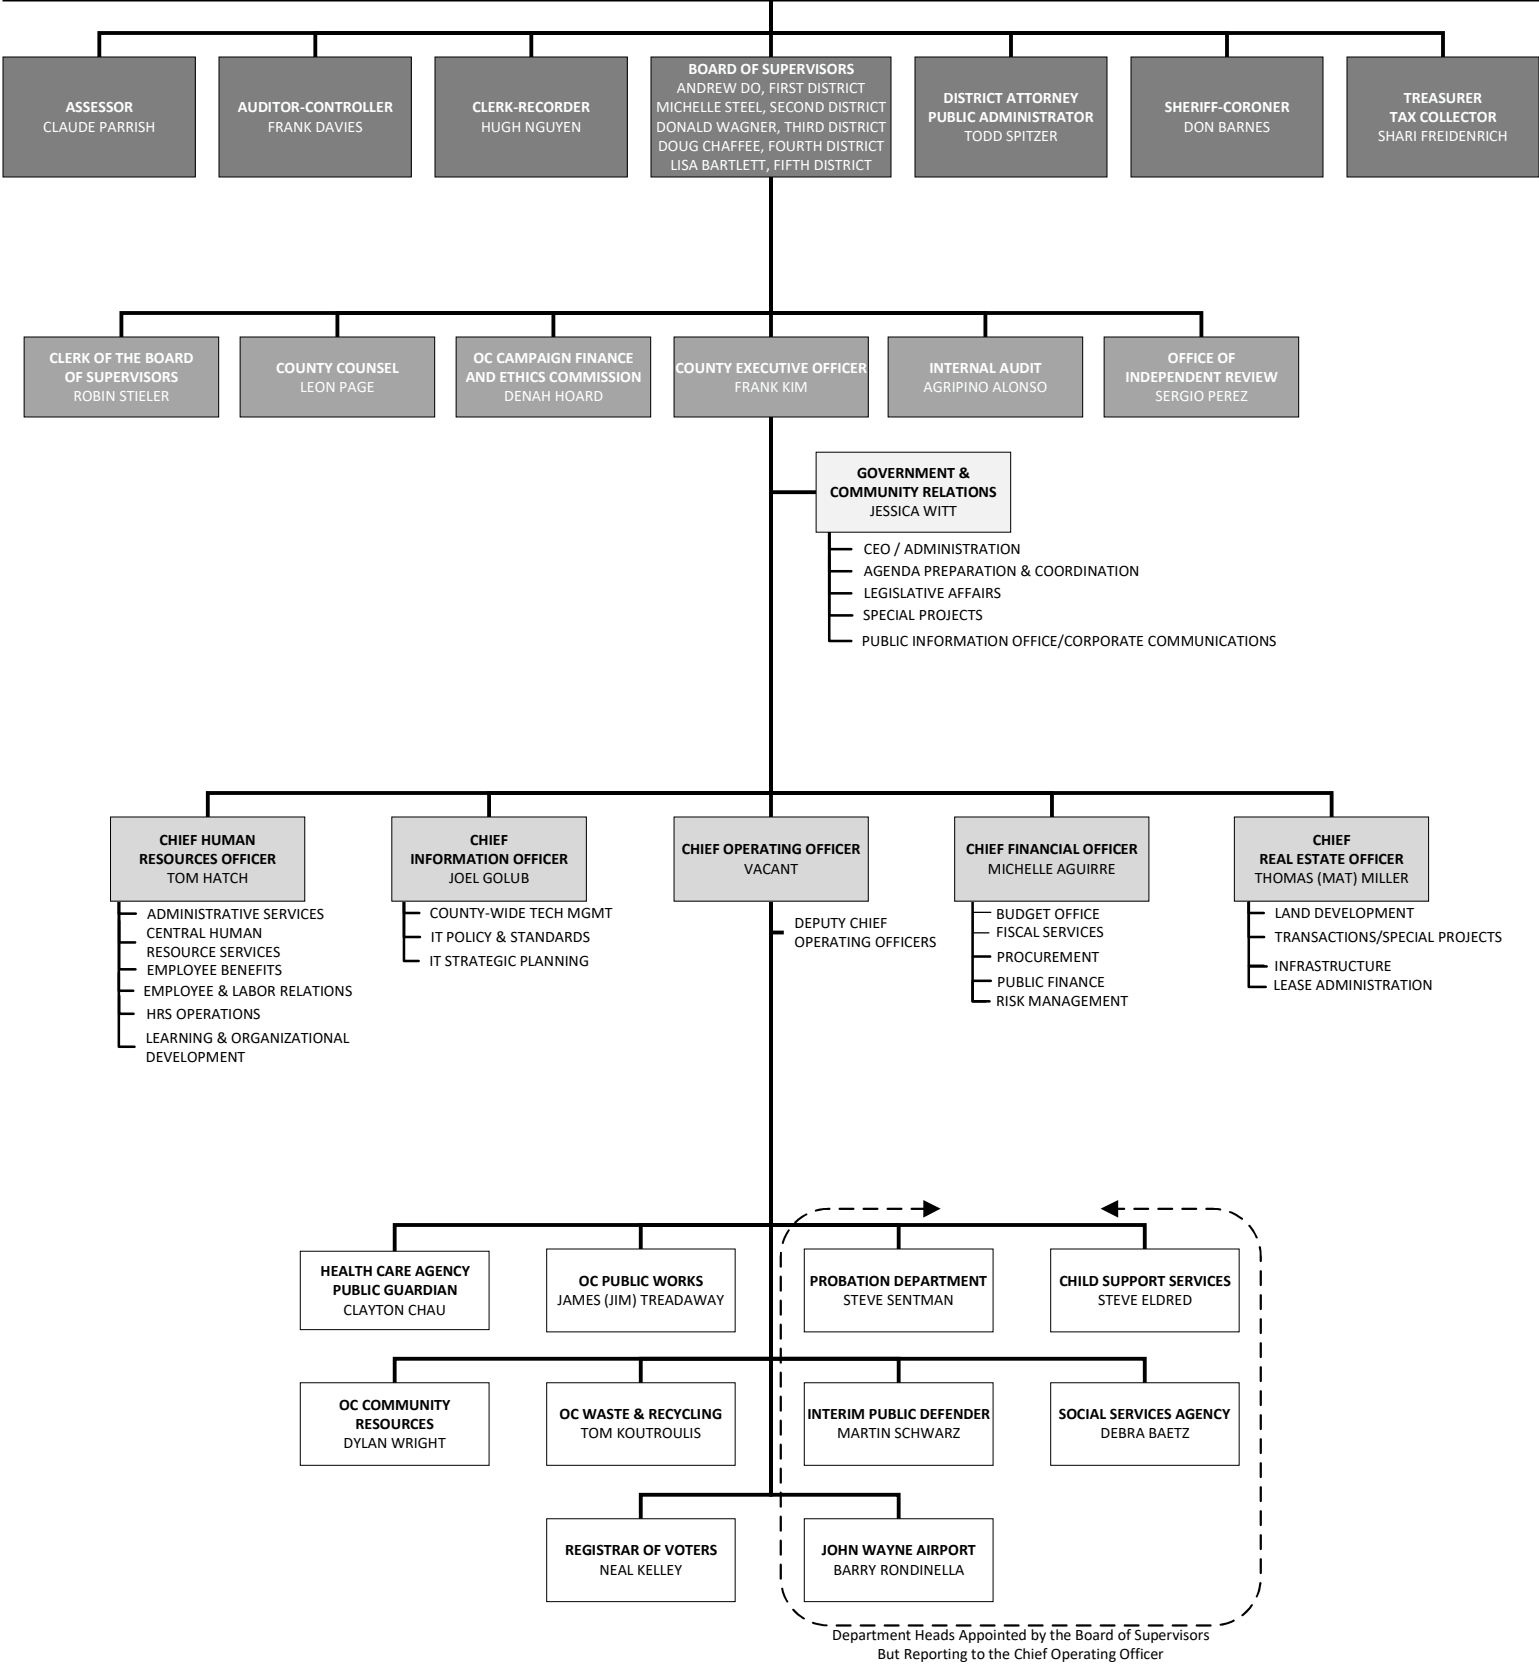 ASSESSOR
CLAUDE PARRISH
AUDITOR-CONTROLLER
FRANK DAVIES
CLERK-RECORDER
HUGH NGUYEN
BOARD OF SUPERVISORS
ANDREW DO, FIRST DISTRICT
MICHELLE STEEL, SECOND DISTRICT
DONALD WAGNER, THIRD DISTRICT
DOUG CHAFFEE, FOURTH DISTRICT
LISA BARTLETT, FIFTH DISTRICT
DISTRICT ATTORNEY
PUBLIC ADMINISTRATOR
TODD SPITZER
SHERIFF-CORONER
DON BARNES
TREASURER
TAX COLLECTOR
SHARI FREIDENRICH
CLERK OF THE BOARD
OF SUPERVISORS
ROBIN STIELER
COUNTY COUNSEL
LEON PAGE
OC CAMPAIGN FINANCE
AND ETHICS COMMISSION
DENAH HOARD
COUNTY EXECUTIVE OFFICER
FRANK KIM
INTERNAL AUDIT
AGRIPINO ALONSO
OFFICE OF
INDEPENDENT REVIEW
SERGIO PEREZ
GOVERNMENT &
COMMUNITY RELATIONS
JESSICA WITT
CEO / ADMINISTRATION
AGENDA PREPARATION & COORDINATION
LEGISLATIVE AFFAIRS
SPECIAL PROJECTS
PUBLIC INFORMATION OFFICE/CORPORATE COMMUNICATIONS
CHIEF HUMAN
RESOURCES OFFICER
TOM HATCH
ADMINISTRATIVE SERVICES
CENTRAL HUMAN
RESOURCE SERVICES
EMPLOYEE BENEFITS
EMPLOYEE & LABOR RELATIONS
HRS OPERATIONS
LEARNING & ORGANIZATIONAL
DEVELOPMENT
CHIEF
INFORMATION OFFICER
JOEL GOLUB
COUNTY-WIDE TECH MGMT
IT POLICY & STANDARDS
IT STRATEGIC PLANNING
CHIEF OPERATING OFFICER
VACANT
DEPUTY CHIEF
OPERATING OFFICERS
CHIEF FINANCIAL OFFICER
MICHELLE AGUIRRE
BUDGET OFFICE
FISCAL SERVICES
PROCUREMENT
PUBLIC FINANCE
RISK MANAGEMENT
CHIEF
REAL ESTATE OFFICER
THOMAS (MAT) MILLER
LAND DEVELOPMENT
TRANSACTIONS/SPECIAL PROJECTS
INFRASTRUCTURE
LEASE ADMINISTRATION
HEALTH CARE AGENCY
PUBLIC GUARDIAN
CLAYTON CHAU
OC PUBLIC WORKS
JAMES (JIM) TREADAWAY
PROBATION DEPARTMENT
STEVE SENTMAN
CHILD SUPPORT SERVICES
STEVE ELDRED
OC COMMUNITY
RESOURCES
DYLAN WRIGHT
OC WASTE & RECYCLING
TOM KOUTROULIS
INTERIM PUBLIC DEFENDER
MARTIN SCHWARZ
SOCIAL SERVICES AGENCY
DEBRA BAETZ
REGISTRAR OF VOTERS
NEAL KELLEY
JOHN WAYNE AIRPORT
BARRY RONDINELLA
Department Heads Appointed by the Board of Supervisors
But Reporting to the Chief Operating Officer